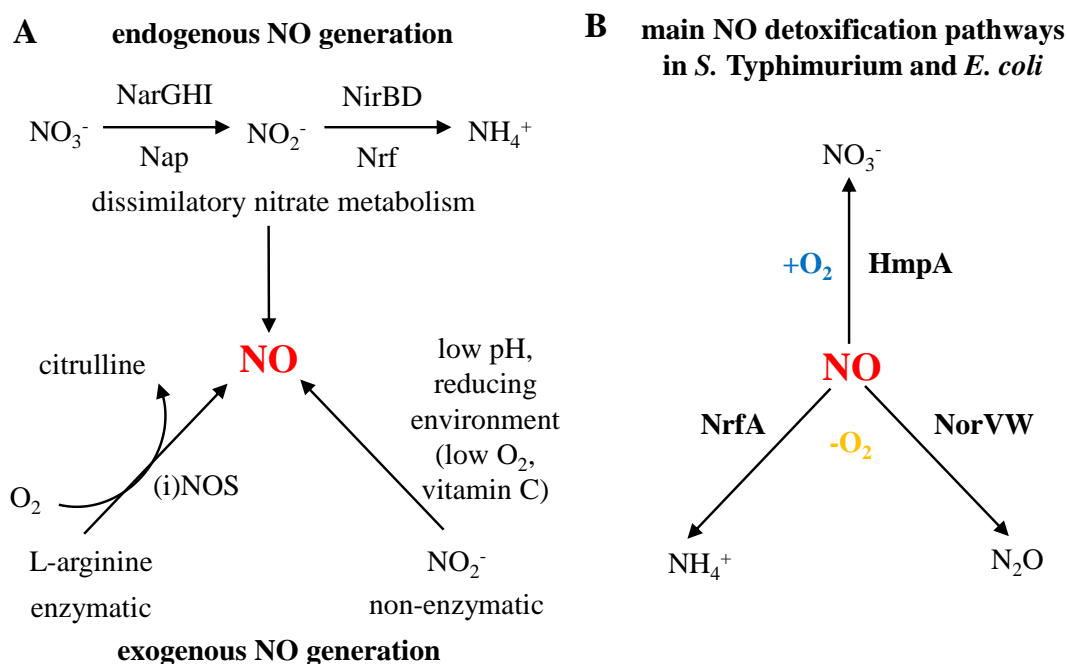 A
endogenous NO generation
NarGHI
NirBD
NO₃⁻
NO₂⁻
NH₄⁺
Nap
Nrf
dissimilatory nitrate metabolism
NO
citrulline
low pH,
reducing
environment
(low O₂,
vitamin C)
(i)NOS
O₂
L-arginine
NO₂⁻
enzymatic
non-enzymatic
exogenous NO generation
B
main NO detoxification pathways
in S. Typhimurium and E. coli
NO₃⁻
+O₂
HmpA
NO
NrfA
-O₂
NorVW
NH₄⁺
N₂O